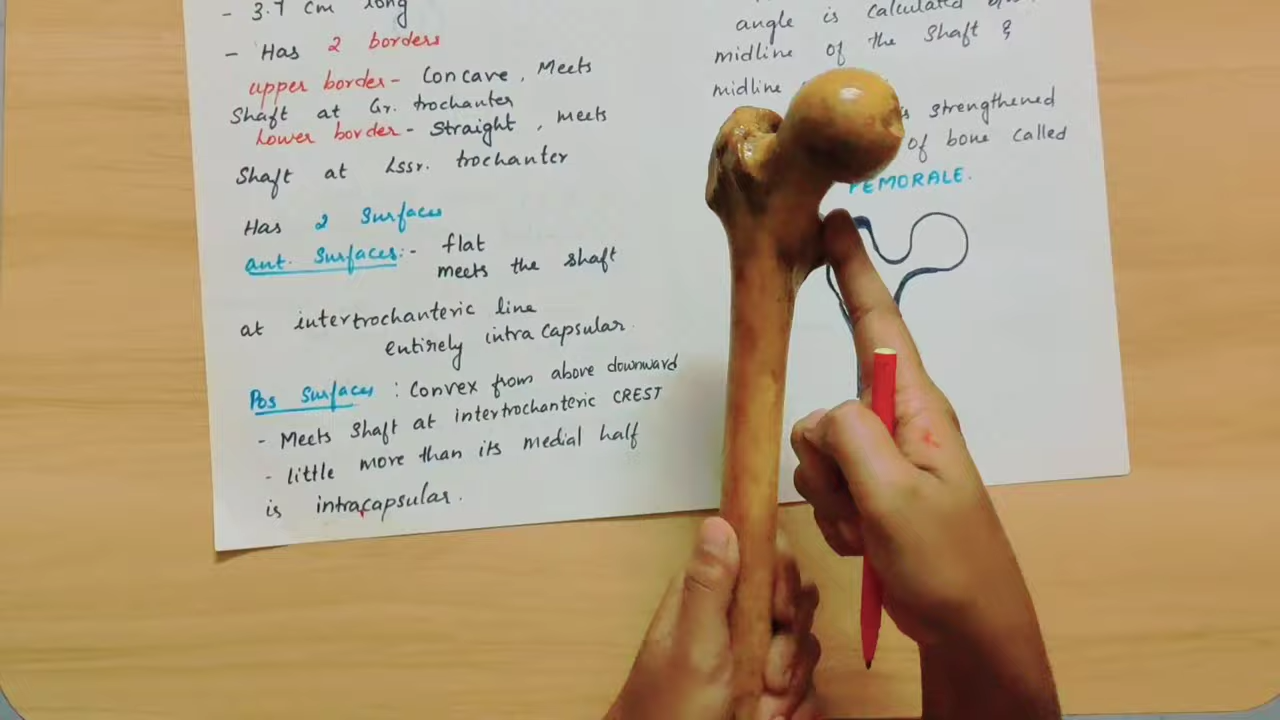 - 3.7 cm long
- Has 2 borders
upper border - Concave, Meets
Shaft at Gr. trochanter
Lower border - Straight, meets
Shaft at Lssr. trochanter
Has 2 Surfaces
ant. Surfaces:- flat
meets the shaft
at intertrochanteric line
entirely intracapsular.
Pos Surfaces : Convex from above downward
- Meets Shaft at intertrochanteric CREST
- little more than its medial half
is intracapsular.
angle is calculated
midline of the Shaft &
midline
is strengthened
of bone called
FEMORALE.